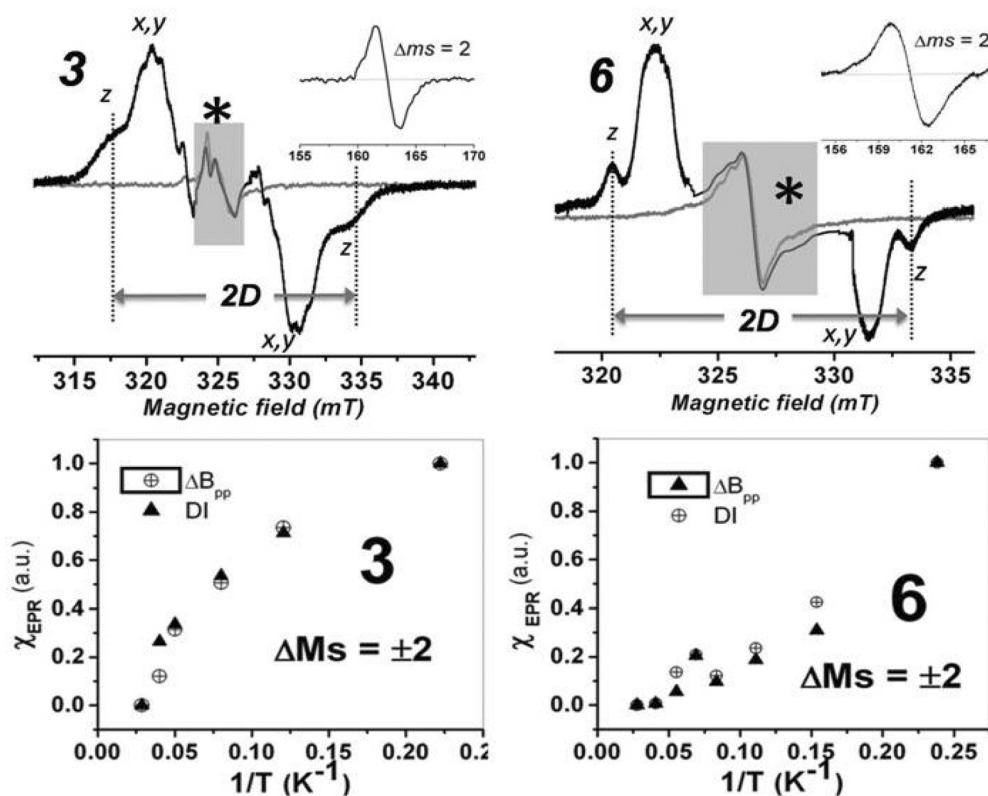 x,y
3
z
*
Δms = 2
155 160 165 170
z
2D
x,y
315 320 325 330 335 340
Magnetic field (mT)
x,y
6
z
*
Δms = 2
156 159 162 165
z
2D
x,y
320 325 330 335
Magnetic field (mT)
1.0
0.8
0.6
0.4
0.2
0.0
χEPR (a.u.)
ΔBpp
DI
3
ΔMs = ±2
0.00 0.05 0.10 0.15 0.20
1/T (K-1)
1.0
0.8
0.6
0.4
0.2
0.0
χ EPR (a.u.)
ΔBpp
DI
6
ΔMs = ±2
0.00 0.05 0.10 0.15 0.20 0.25
1/T (K-1)